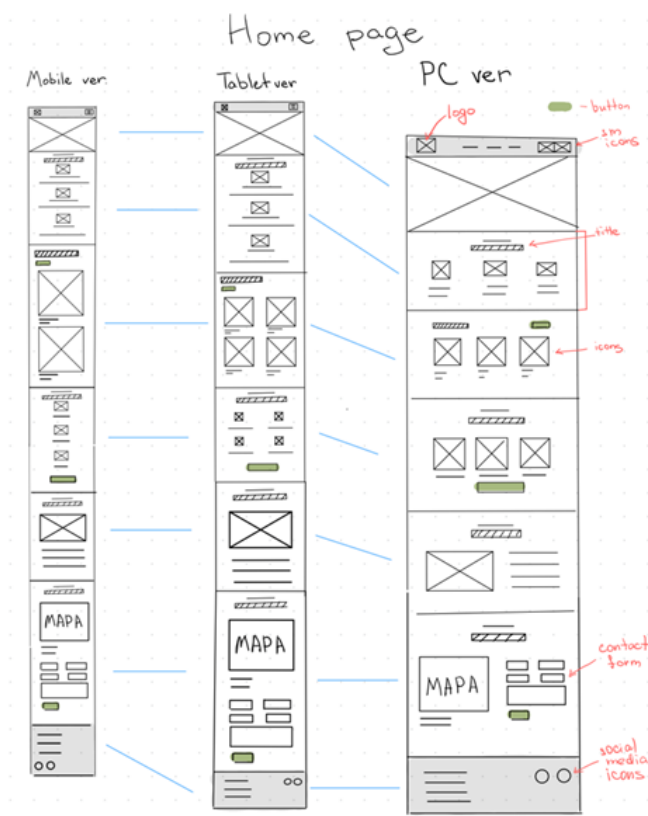 Home page
Mobile ver.
Tablet ver
PC ver
- button
logo
sm
icons
title
icons
MAPA
MAPA
MAPA
contact
form
social
media
icons